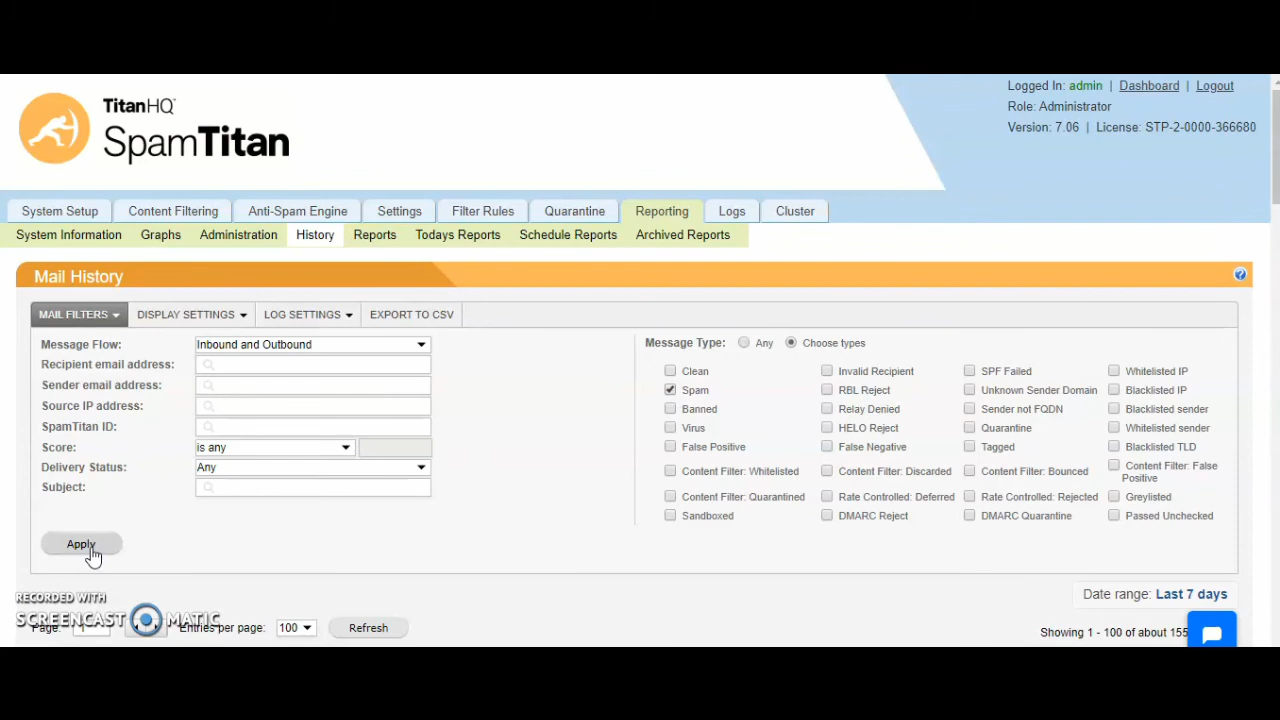 Logged In: admin | Dashboard | Logout
TitanHQ
Role: Administrator
SpamTitan
Version: 7.06 | License: STP-2-0000-366680
System Setup Content Filtering Anti-Spam Engine Settings Filter Rules Quarantine Reporting Logs Cluster
System Information Graphs Administration History Reports Todays Reports Schedule Reports Archived Reports
Mail History ?
MAIL FILTERS DISPLAY SETTINGS LOG SETTINGS EXPORT TO CSV
Message Flow: Inbound and Outbound
Recipient email address:
Sender email address:
Source IP address:
SpamTitan ID:
Score: is any
Delivery Status: Any
Subject:
Apply
Message Type: Any Choose types
Clean Invalid Recipient SPF Failed Whitelisted IP
Spam RBL Reject Unknown Sender Domain Blacklisted IP
Banned Relay Denied Sender not FQDN Blacklisted sender
Virus HELO Reject Quarantine Whitelisted sender
False Positive False Negative Tagged Blacklisted TLD
Content Filter: Whitelisted Content Filter: Discarded Content Filter: Bounced Content Filter: False
Positive
Content Filter: Quarantined Rate Controlled: Deferred Rate Controlled: Rejected Greylisted
Sandboxed DMARC Reject DMARC Quarantine Passed Unchecked
Date range: Last 7 days
RECORDED WITH
SCREENCAST MATIC
Page: 1 Entries per page: 100 Refresh
Showing 1 - 100 of about 155